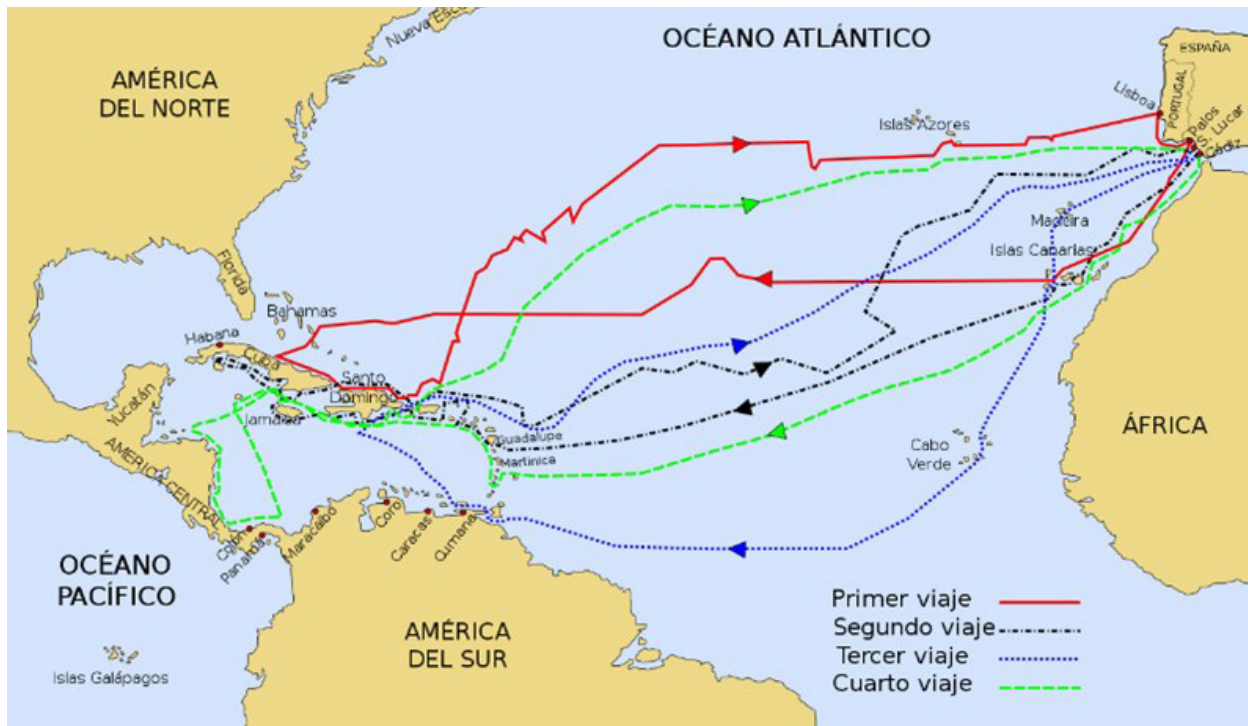 OCÉANO ATLÁNTICO
Nueva Esco
ESPAÑA
PORTUGAL
AMÉRICA
DEL NORTE
Lisboa
Islas Azores
Palos
S. Lucar
Cádiz
Madeira
Islas Canarias
Florida
Bahamas
Habana
Cuba
Santo
Domingo
Yucatán
Jamaica
Guadalupe
Martinica
Cabo
Verde
ÁFRICA
AMÉRICA CENTRAL
Colón
Panamá
Maracaibo
Coro
Caracas
Cumana
OCÉANO
PACÍFICO
Islas Galápagos
AMÉRICA
DEL SUR
Primer viaje
Segundo viaje
Tercer viaje
Cuarto viaje